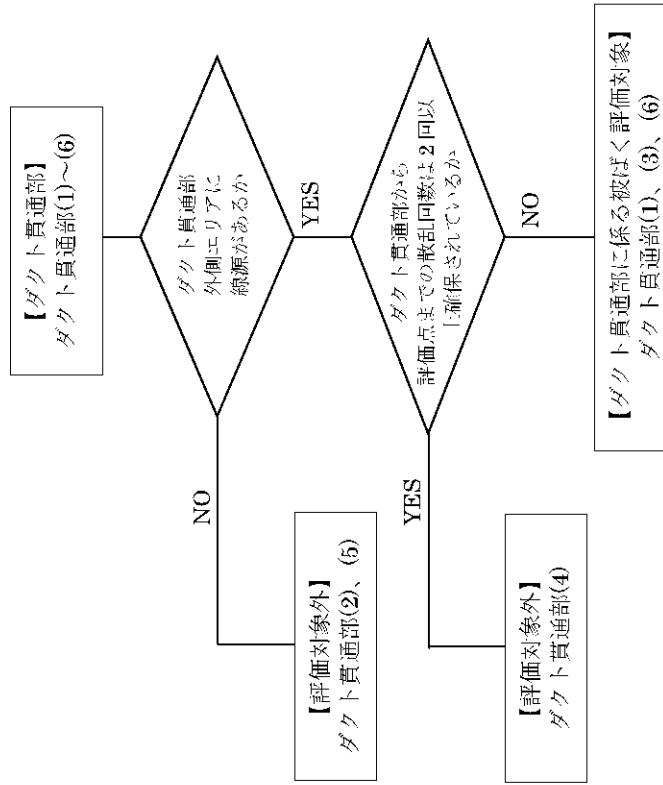 【ダクト貫通部】
ダクト貫通部(1)～(6)
ダクト貫通部
外側エリアに
線源があるか
NO
YES
【評価対象外】
ダクト貫通部(2)、(5)
ダクト貫通部から
評価点までの散乱回数は2回以
上確保されているか
YES
NO
【評価対象外】
ダクト貫通部(4)
【ダクト貫通部に係る被ばく評価対象】
ダクト貫通部(1)、(3)、(6)